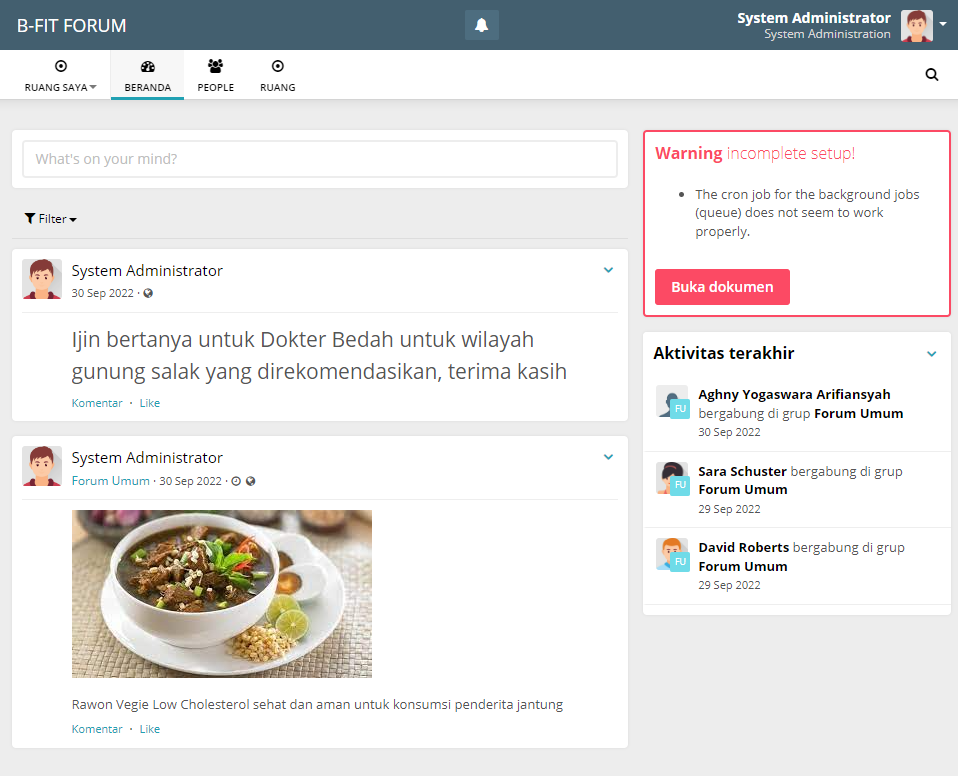 B-FIT FORUM
System Administrator
System Administration
RUANG SAYA
BERANDA
PEOPLE
RUANG
What's on your mind?
Filter
System Administrator
30 Sep 2022 ·
Ijin bertanya untuk Dokter Bedah untuk wilayah
gunung salak yang direkomendasikan, terima kasih
Komentar · Like
System Administrator
Forum Umum · 30 Sep 2022 ·
Rawon Vegie Low Cholesterol sehat dan aman untuk konsumsi penderita jantung
Komentar · Like
Warning incomplete setup!
• The cron job for the background jobs
(queue) does not seem to work
properly.
Buka dokumen
Aktivitas terakhir
FU
Aghny Yogaswara Arifiansyah
bergabung di grup Forum Umum
30 Sep 2022
FU
Sara Schuster bergabung di grup
Forum Umum
29 Sep 2022
FU
David Roberts bergabung di grup
Forum Umum
29 Sep 2022